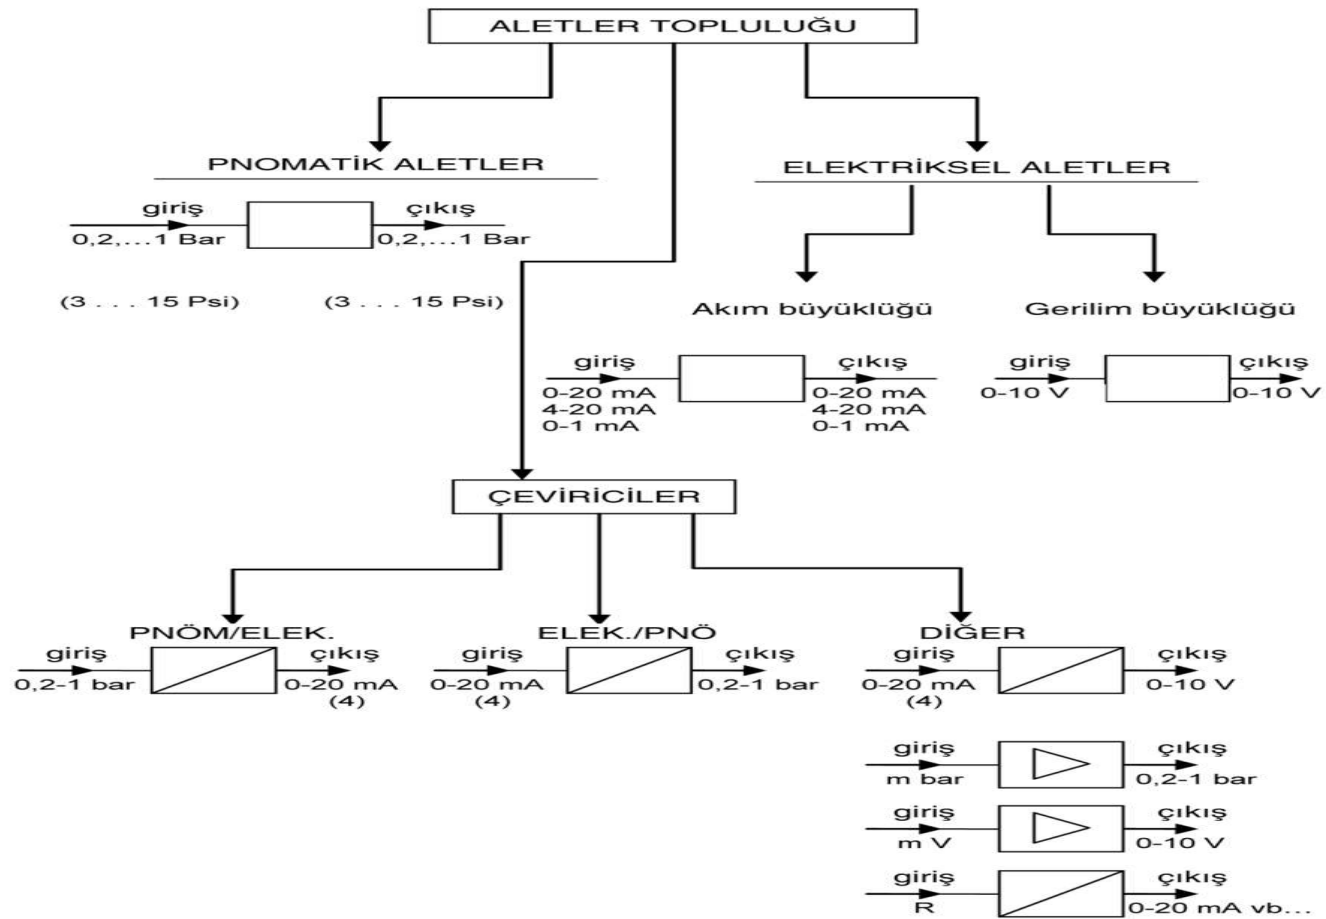 ALETLER TOPLULUĞU
PNOMATİK ALETLER
ELEKTRİKSEL ALETLER
giriş çıkış
0,2,...1 Bar 0,2,...1 Bar
(3 . . . 15 Psi) (3 . . . 15 Psi)
Akım büyüklüğü Gerilim büyüklüğü
giriş çıkış giriş çıkış
0-20 mA 0-20 mA 0-10 V 0-10 V
4-20 mA 4-20 mA
0-1 mA 0-1 mA
ÇEVİRİCİLER
PNÖM/ELEK. ELEK./PNÖ DİĞER
giriş çıkış giriş çıkış giriş çıkış
0,2-1 bar 0-20 mA 0-20 mA 0,2-1 bar 0-20 mA 0-10 V
(4) (4) (4)
giriş çıkış
m bar 0,2-1 bar
giriş çıkış
m V 0-10 V
giriş çıkış
R 0-20 mA vb...